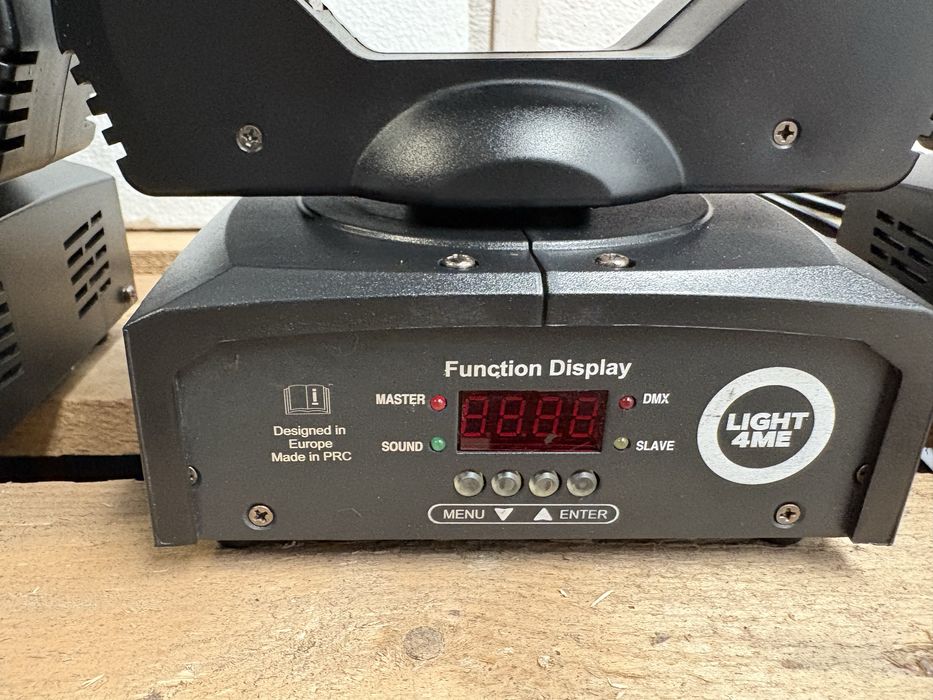 Function Display
MASTER
DMX
SOUND
SLAVE
i
Designed in
Europe
Made in PRC
MENU ▼ ▲ ENTER
LIGHT
4ME